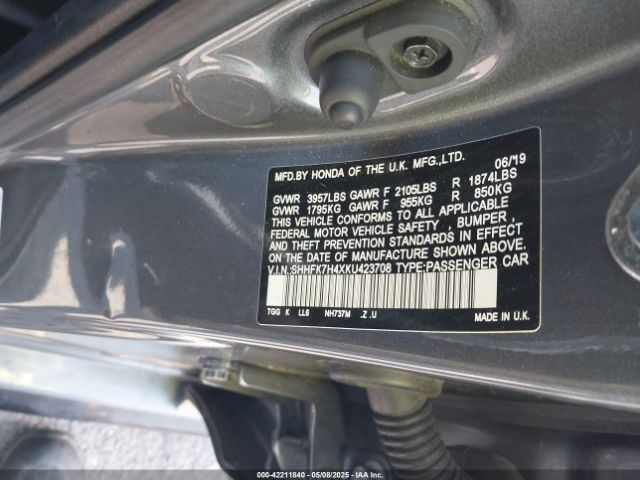 MFD.BY HONDA OF THE U.K. MFG.,LTD. 06/'19
GVWR 3957LBS GAWR F 2105LBS R 1874LBS
GVWR 1795KG GAWR F 955KG R 850KG
THIS VEHICLE CONFORMS TO ALL APPLICABLE
FEDERAL MOTOR VEHICLE SAFETY , BUMPER ,
AND THEFT PREVENTION STANDARDS IN EFFECT
ON THE DATE OF MANUFACTURE SHOWN ABOVE.
V.I.N.:SHHFK7H4XKU423708 TYPE:PASSENGER CAR
TGG K LL6 NH737M .Z .U MADE IN U.K.
000-42211840 | 05/08/2025 | IAA Inc.